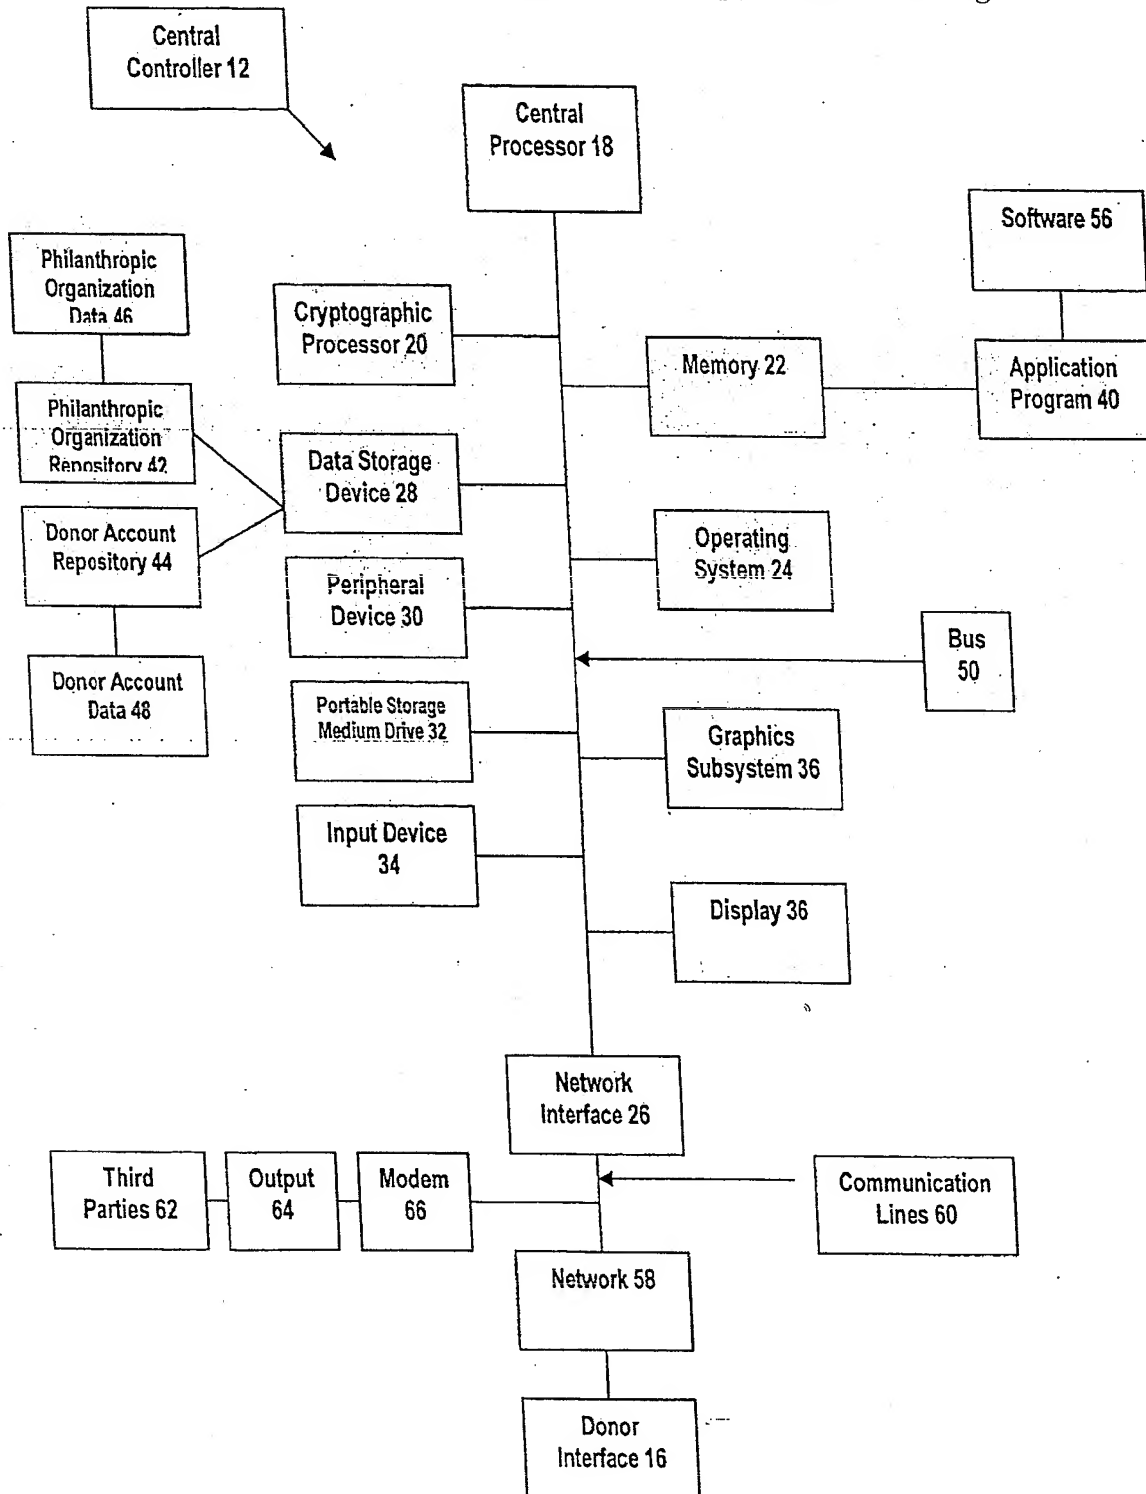 Central
Controller 12
Central
Processor 18
Software 56
Philanthropic
Organization
Data 46
Cryptographic
Processor 20
Memory 22
Application
Program 40
Philanthropic
Organization
Repository 42
Data Storage
Device 28
Donor Account
Repository 44
Operating
System 24
Peripheral
Device 30
Bus
50
Donor Account
Data 48
Portable Storage
Medium Drive 32
Graphics
Subsystem 36
Input Device
34
Display 36
Network
Interface 26
Third
Parties 62
Output
64
Modem
66
Communication
Lines 60
Network 58
Donor
Interface 16